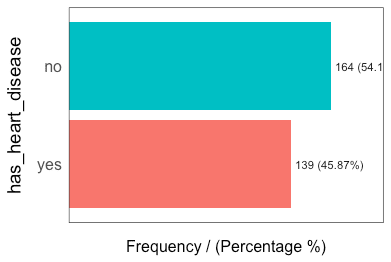 has_heart_disease
no
164 (54.1
yes
139 (45.87%)
Frequency / (Percentage %)